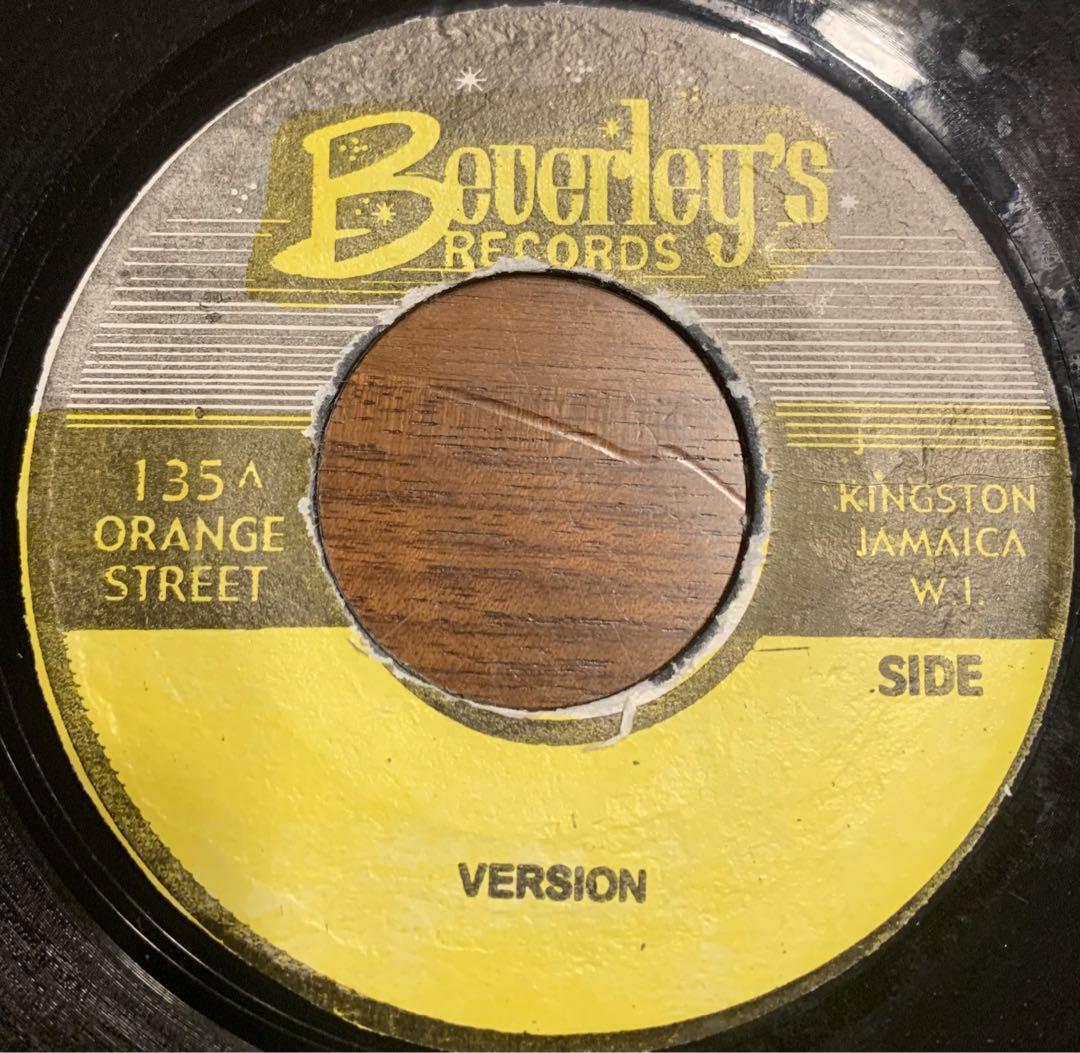 Beverley's
RECORDS
135A
ORANGE
STREET
KINGSTON
JAMAICA
W.I.
SIDE
VERSION